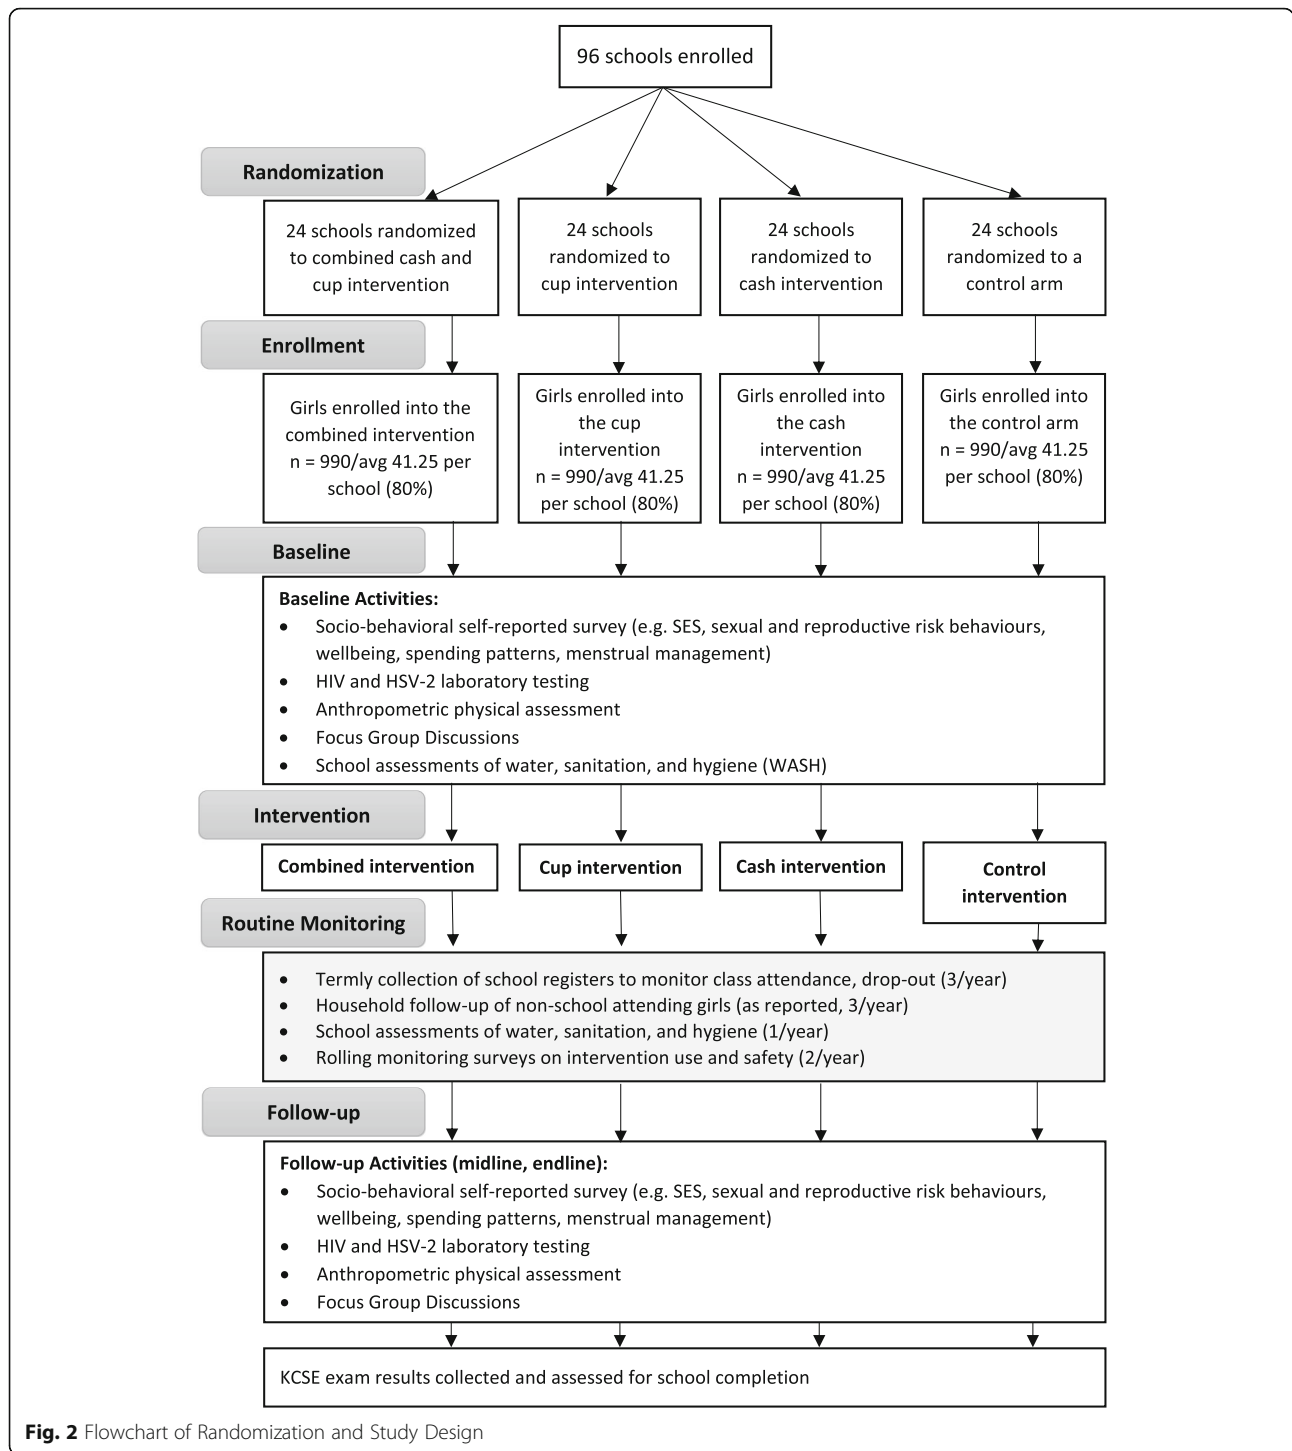 96 schools enrolled
Randomization
24 schools randomized
to combined cash and
cup intervention
24 schools
randomized to
cup intervention
24 schools
randomized to
cash intervention
24 schools
randomized to a
control arm
Enrollment
Girls enrolled into the
combined intervention
n = 990/avg 41.25 per
school (80%)
Girls enrolled into
the cup
intervention
n = 990/avg 41.25
per school (80%)
Girls enrolled into
the cash
intervention
n = 990/avg 41.25
per school (80%)
Girls enrolled into
the control arm
n = 990/avg 41.25
per school (80%)
Baseline
Baseline Activities:
• Socio-behavioral self-reported survey (e.g. SES, sexual and reproductive risk behaviours,
wellbeing, spending patterns, menstrual management)
• HIV and HSV-2 laboratory testing
• Anthropometric physical assessment
• Focus Group Discussions
• School assessments of water, sanitation, and hygiene (WASH)
Intervention
Combined intervention
Cup intervention
Cash intervention
Control
intervention
Routine Monitoring
• Termly collection of school registers to monitor class attendance, drop-out (3/year)
• Household follow-up of non-school attending girls (as reported, 3/year)
• School assessments of water, sanitation, and hygiene (1/year)
• Rolling monitoring surveys on intervention use and safety (2/year)
Follow-up
Follow-up Activities (midline, endline):
• Socio-behavioral self-reported survey (e.g. SES, sexual and reproductive risk behaviours,
wellbeing, spending patterns, menstrual management)
• HIV and HSV-2 laboratory testing
• Anthropometric physical assessment
• Focus Group Discussions
KCSE exam results collected and assessed for school completion
Fig. 2 Flowchart of Randomization and Study Design